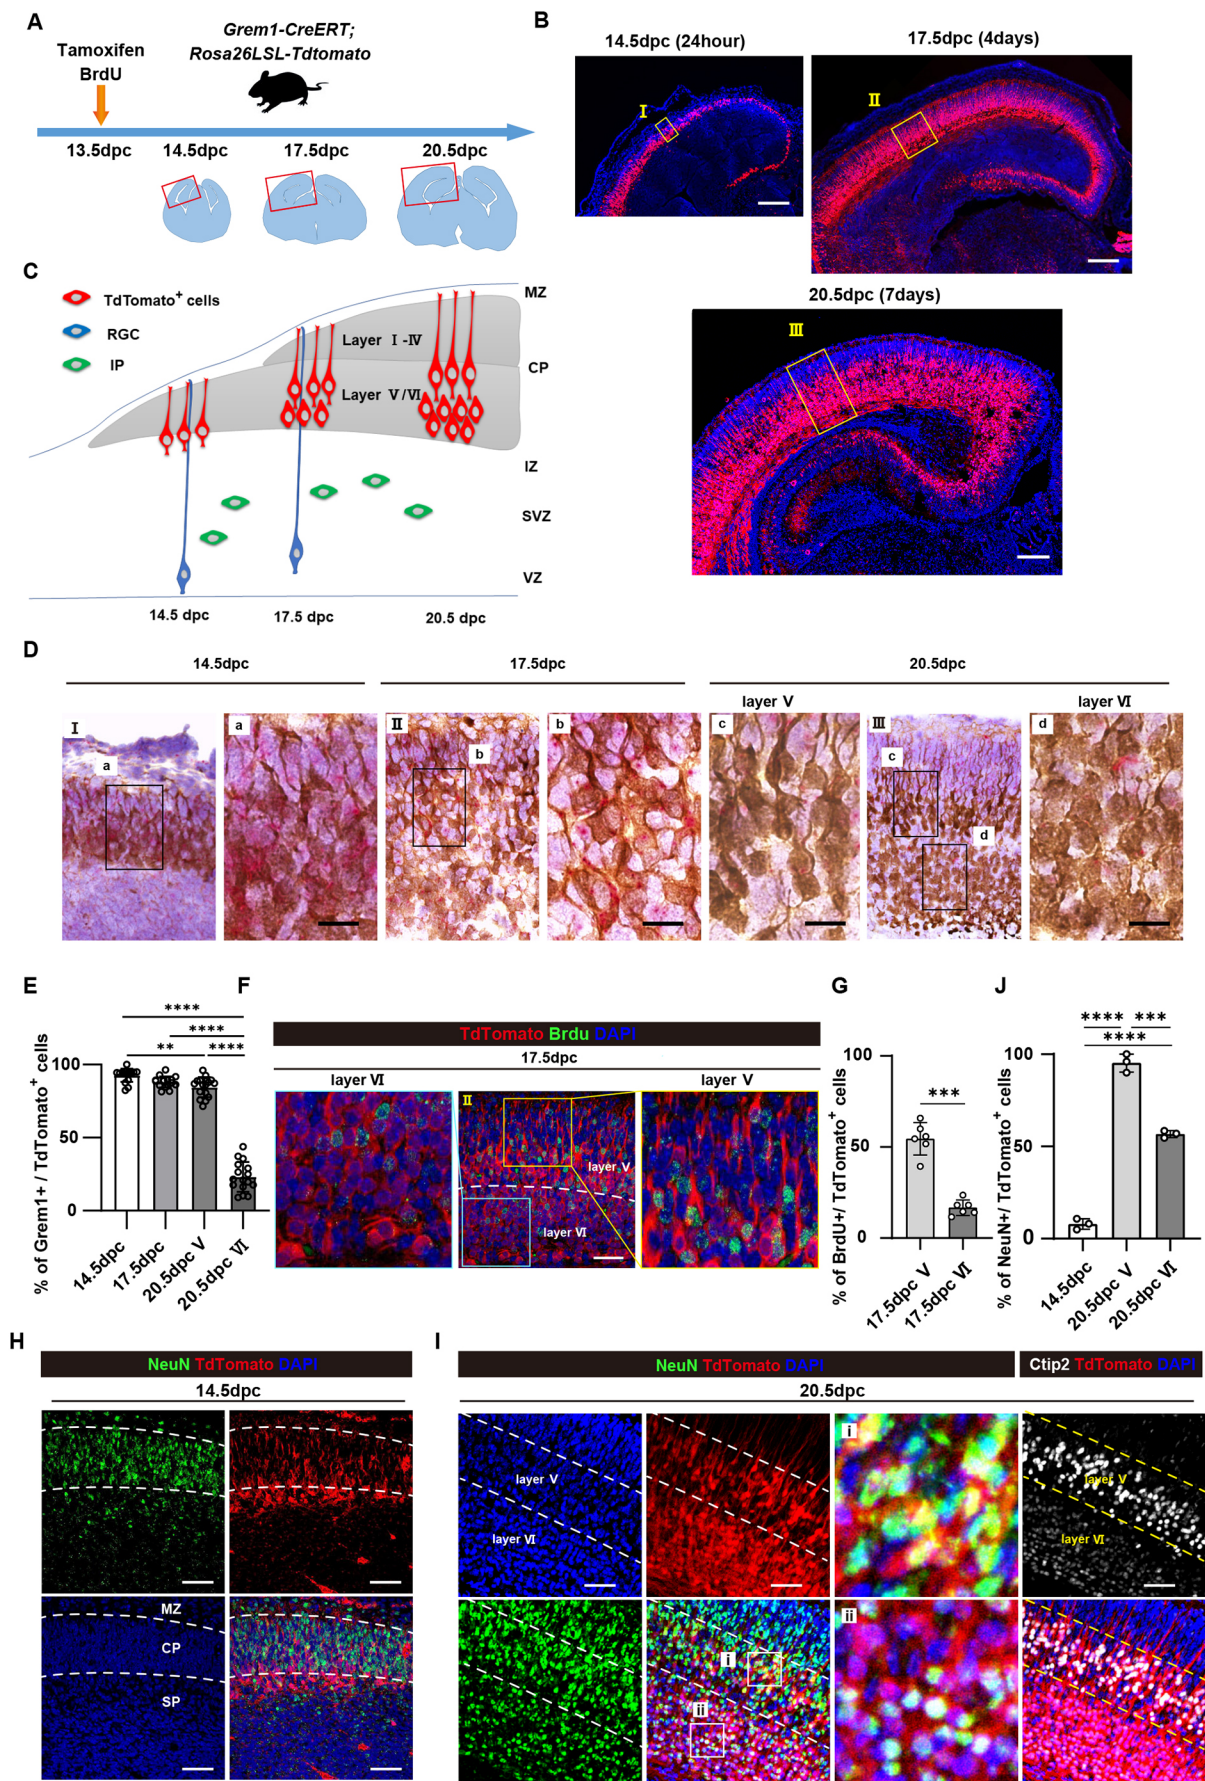 A
Tamoxifen
BrdU
Grem1-CreERT;
Rosa26LSL-Tdtomato
13.5dpc
14.5dpc
17.5dpc
20.5dpc
B
14.5dpc (24hour)
17.5dpc (4days)
I
II
20.5dpc (7days)
III
C
TdTomato+ cells
RGC
IP
MZ
Layer I-IV
CP
Layer V/VI
IZ
SVZ
VZ
14.5 dpc
17.5 dpc
20.5 dpc
D
14.5dpc
17.5dpc
20.5dpc
layer V
layer VI
I
a
a
II
b
b
c
III
c
d
d
E
****
****
**
****
100
50
0
% of Grem1+ / TdTomato+ cells
14.5dpc
17.5dpc
20.5dpc V
20.5dpc VI
F
TdTomato Brdu DAPI
17.5dpc
layer VI
layer V
II
layer V
layer VI
G
100
50
0
***
% of BrdU+/ TdTomato+ cells
17.5dpc V
17.5dpc VI
J
****
***
****
100
50
0
% of NeuN+/ TdTomato+ cells
14.5dpc
20.5dpc V
20.5dpc VI
H
NeuN TdTomato DAPI
14.5dpc
MZ
CP
SP
I
NeuN TdTomato DAPI
Ctip2 TdTomato DAPI
20.5dpc
layer V
layer VI
i
layer V
layer VI
i
ii
ii